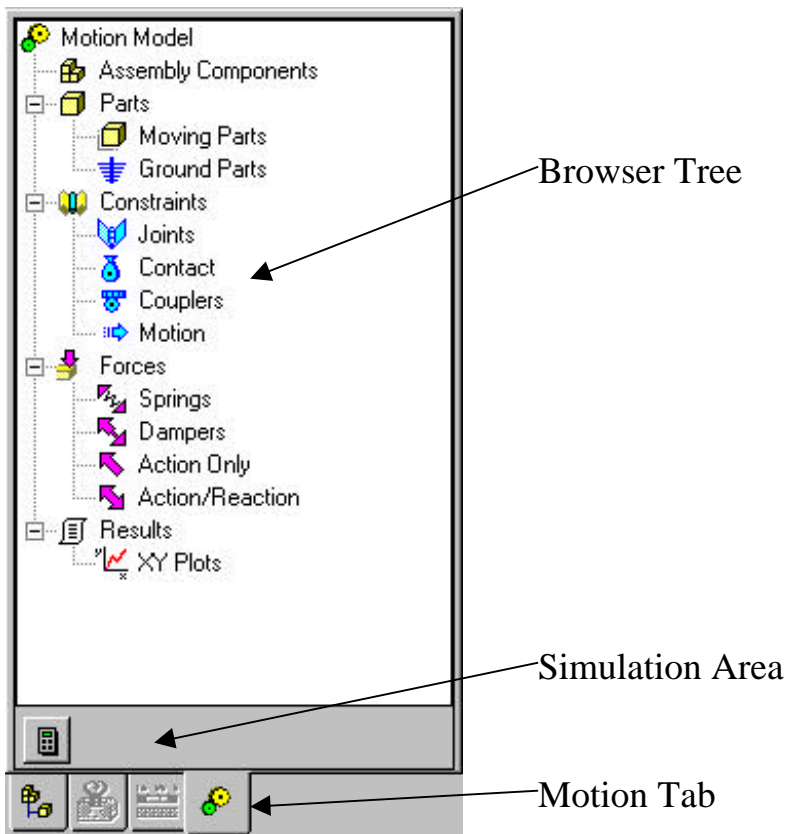 Motion Model
Assembly Components
Parts
Moving Parts
Ground Parts
Browser Tree
Constraints
Joints
Contact
Couplers
Motion
Forces
Springs
Dampers
Action Only
Action/Reaction
Results
XY Plots
Simulation Area
Motion Tab